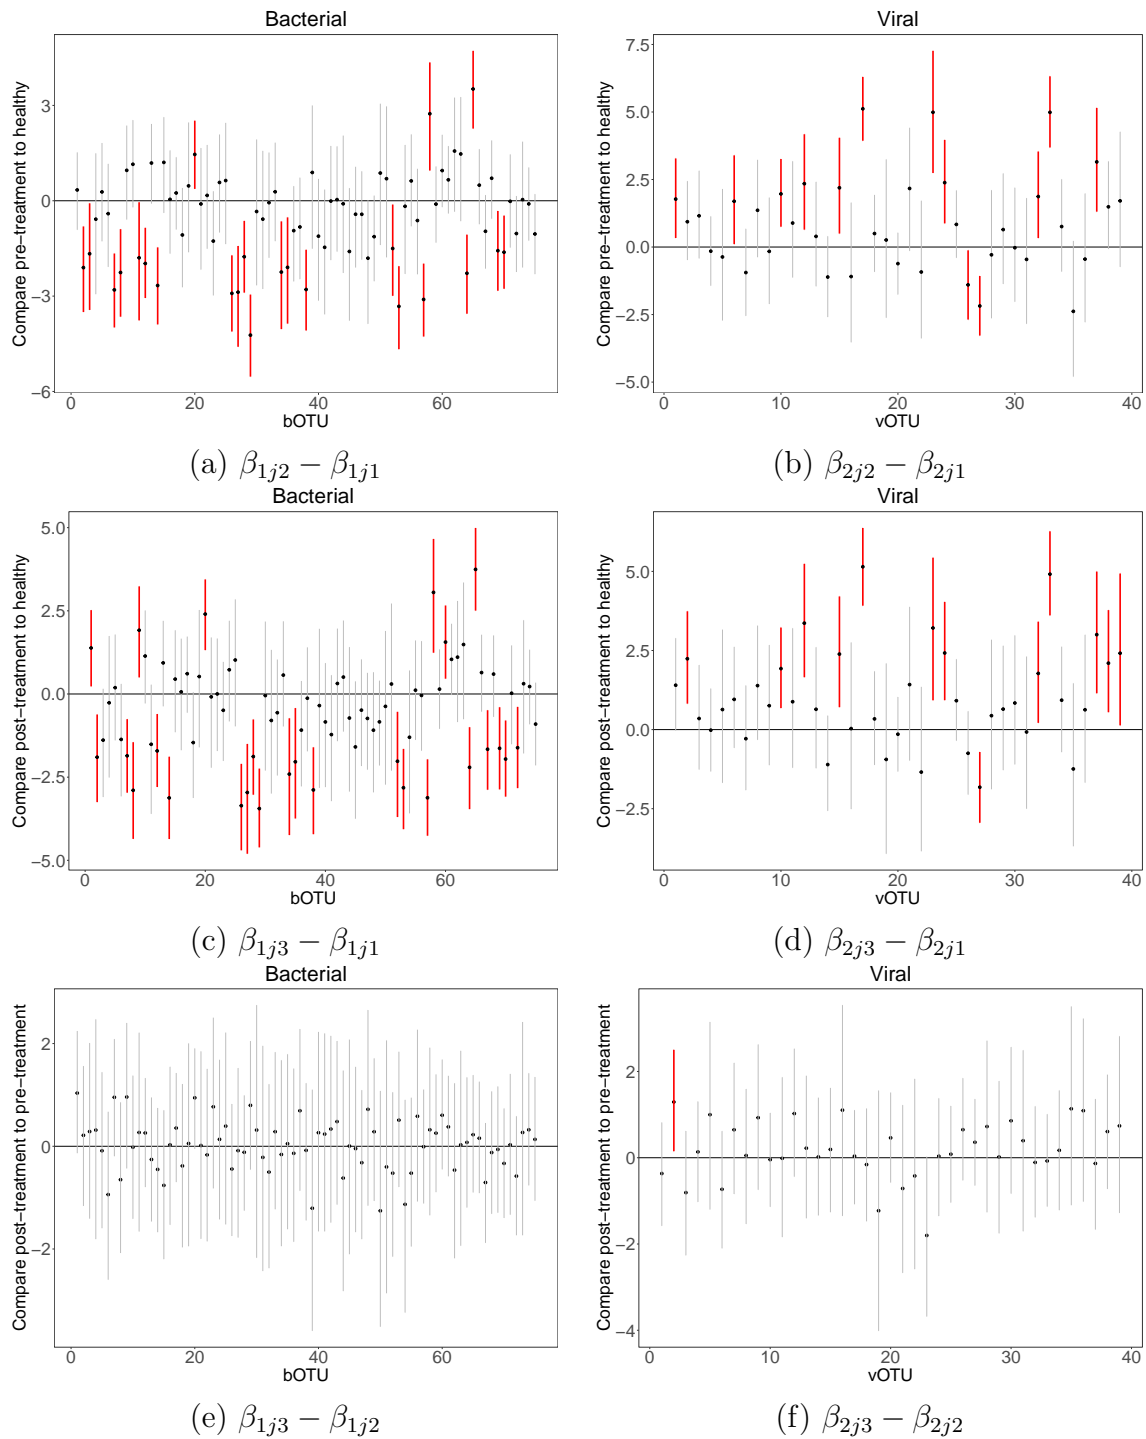 Bacterial
Compare pre−treatment to healthy
3
0
−3
−6
0
20
40
60
bOTU
(a) β1j2 − β1j1
Viral
Compare pre−treatment to healthy
7.5
5.0
2.5
0.0
−2.5
−5.0
0
10
20
30
40
vOTU
(b) β2j2 − β2j1
Bacterial
Compare post−treatment to healthy
5.0
2.5
0.0
−2.5
−5.0
0
20
40
60
bOTU
(c) β1j3 − β1j1
Viral
Compare post−treatment to healthy
5.0
2.5
0.0
−2.5
0
10
20
30
40
vOTU
(d) β2j3 − β2j1
Bacterial
Compare post−treatment to pre−treatment
2
0
−2
0
20
40
60
bOTU
(e) β1j3 − β1j2
Viral
Compare post−treatment to pre−treatment
2
0
−2
−4
0
10
20
30
40
vOTU
(f) β2j3 − β2j2